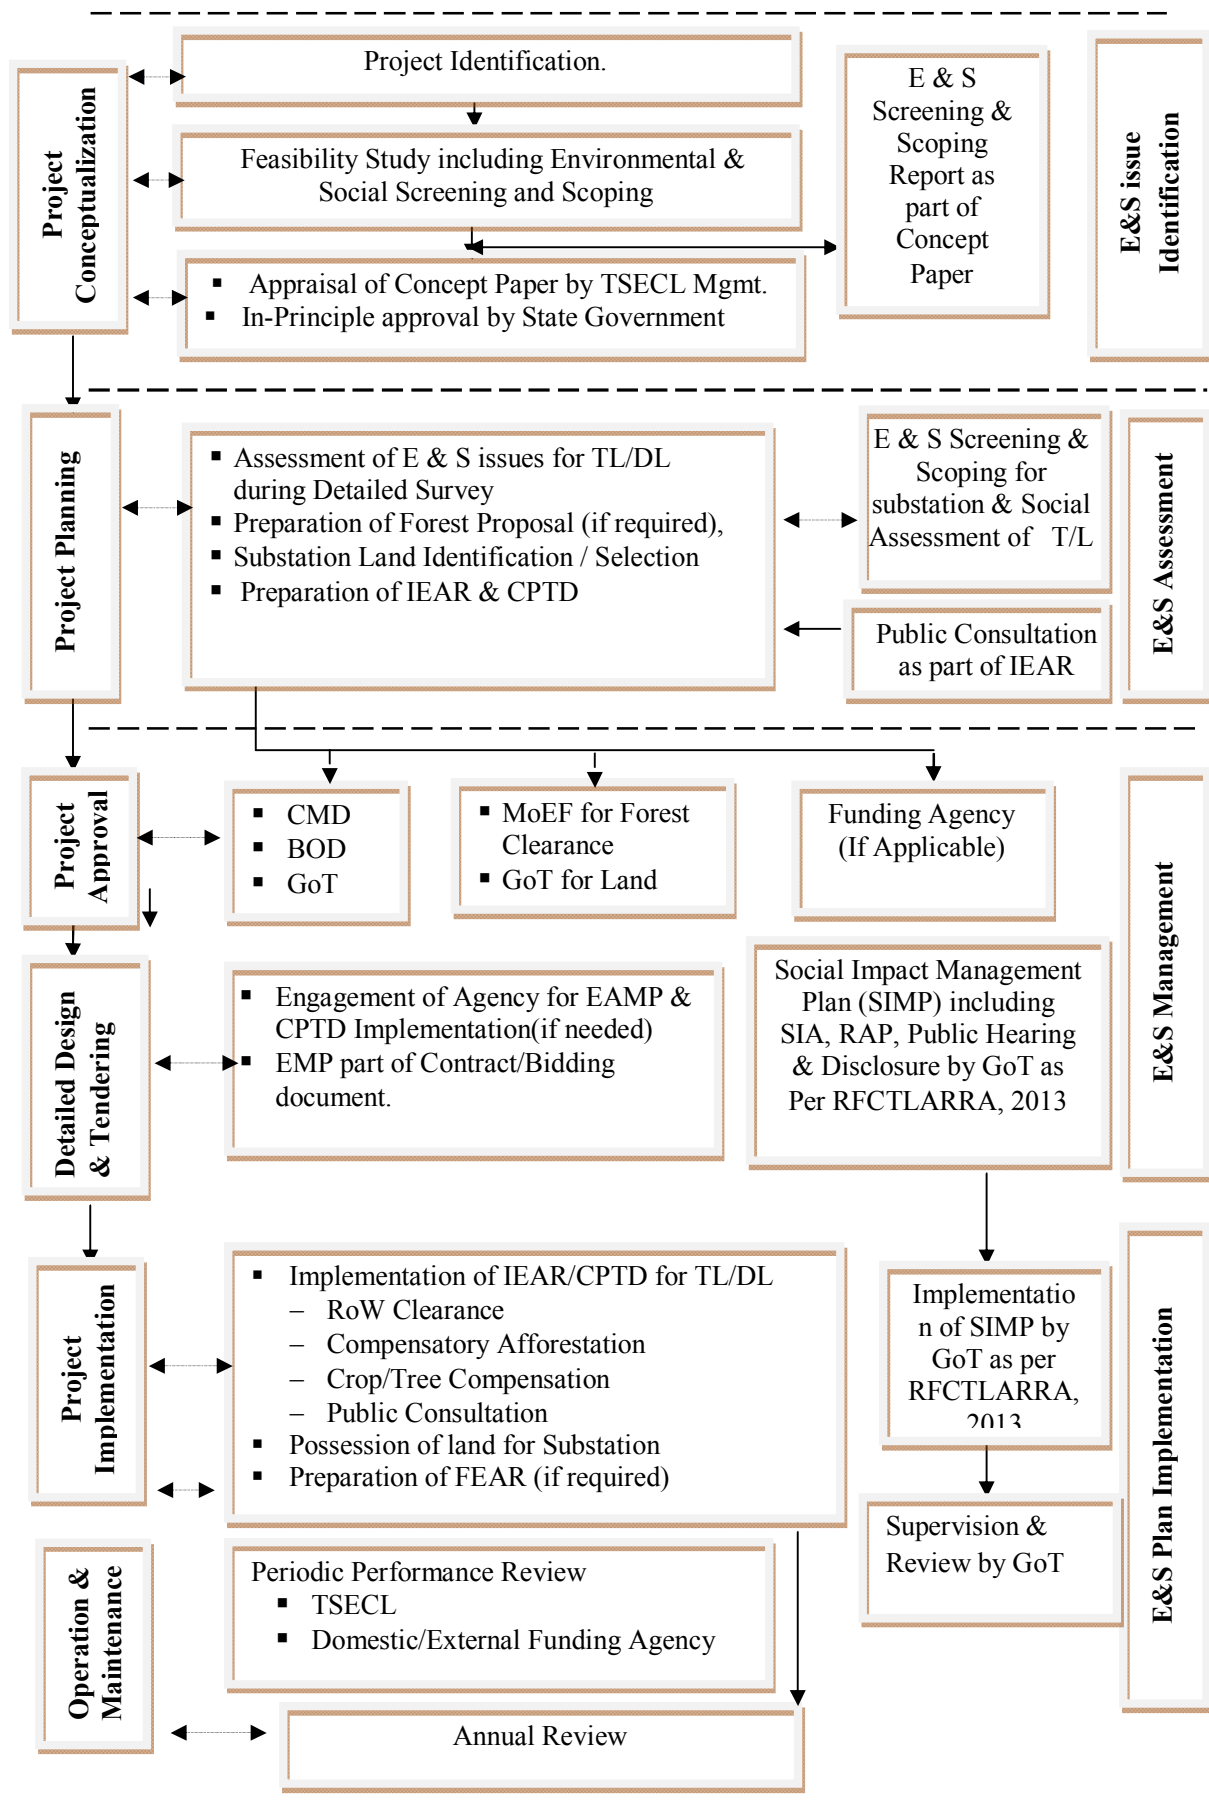 Project
Conceptualization
Project Identification.
Feasibility Study including Environmental &
Social Screening and Scoping
▪ Appraisal of Concept Paper by TSECL Mgmt.
▪ In-Principle approval by State Government
E & S
Screening &
Scoping
Report as
part of
Concept
Paper
E&S issue
Identification
Project Planning
▪ Assessment of E & S issues for TL/DL
during Detailed Survey
▪ Preparation of Forest Proposal (if required),
▪ Substation Land Identification / Selection
▪ Preparation of IEAR & CPTD
E & S Screening &
Scoping for
substation & Social
Assessment of T/L
Public Consultation
as part of IEAR
E&S Assessment
Project
Approval
▪ CMD
▪ BOD
▪ GoT
▪ MoEF for Forest
Clearance
▪ GoT for Land
Funding Agency
(If Applicable)
E&S Management
Detailed Design
& Tendering
▪ Engagement of Agency for EAMP &
CPTD Implementation(if needed)
▪ EMP part of Contract/Bidding
document.
Social Impact Management
Plan (SIMP) including
SIA, RAP, Public Hearing
& Disclosure by GoT as
Per RFCTLARRA, 2013
Project
Implementation
▪ Implementation of IEAR/CPTD for TL/DL
– RoW Clearance
– Compensatory Afforestation
– Crop/Tree Compensation
– Public Consultation
▪ Possession of land for Substation
▪ Preparation of FEAR (if required)
Implementatio
n of SIMP by
GoT as per
RFCTLARRA,
2013
Supervision &
Review by GoT
E&S Plan Implementation
Operation &
Maintenance
Periodic Performance Review
▪ TSECL
▪ Domestic/External Funding Agency
Annual Review